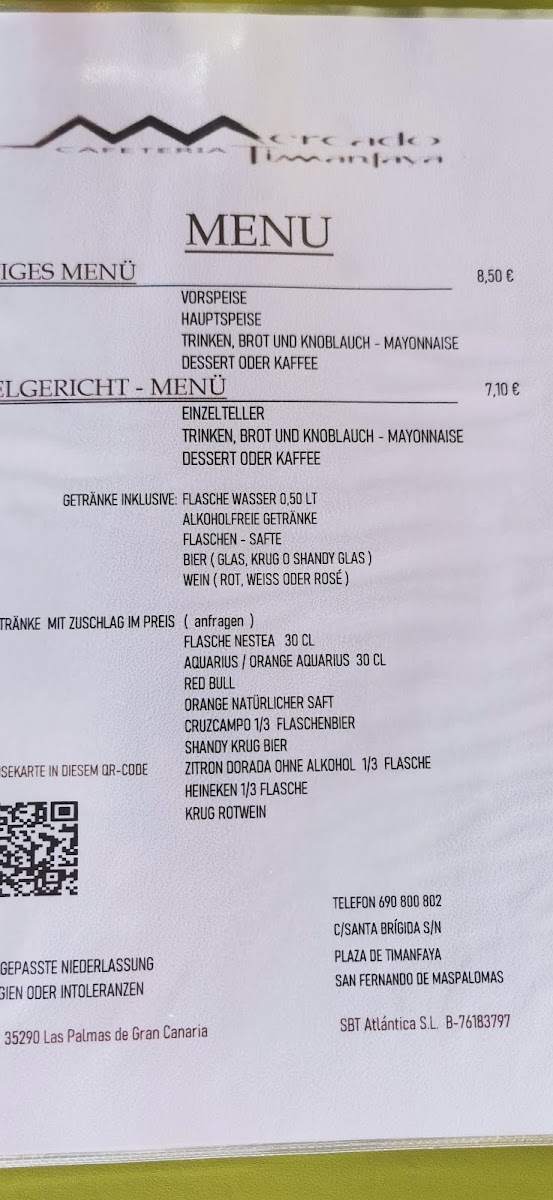 Mercado
CAFETERIA Timanfaya
MENU
IGES MENÜ 8,50 €
VORSPEISE
HAUPTSPEISE
TRINKEN, BROT UND KNOBLAUCH - MAYONNAISE
DESSERT ODER KAFFEE
ELGERICHT - MENÜ 7,10 €
EINZELTELLER
TRINKEN, BROT UND KNOBLAUCH - MAYONNAISE
DESSERT ODER KAFFEE
GETRÄNKE INKLUSIVE: FLASCHE WASSER 0,50 LT
ALKOHOLFREIE GETRÄNKE
FLASCHEN - SAFTE
BIER ( GLAS, KRUG O SHANDY GLAS )
WEIN ( ROT, WEISS ODER ROSÉ )
TRÄNKE MIT ZUSCHLAG IM PREIS ( anfragen )
FLASCHE NESTEA 30 CL
AQUARIUS / ORANGE AQUARIUS 30 CL
RED BULL
ORANGE NATÜRLICHER SAFT
CRUZCAMPO 1/3 FLASCHENBIER
SHANDY KRUG BIER
ISEKARTE IN DIESEM QR-CODE ZITRON DORADA OHNE ALKOHOL 1/3 FLASCHE
HEINEKEN 1/3 FLASCHE
KRUG ROTWEIN
TELEFON 690 800 802
C/SANTA BRÍGIDA S/N
PLAZA DE TIMANFAYA
SAN FERNANDO DE MASPALOMAS
GEPASSTE NIEDERLASSUNG
GIEN ODER INTOLERANZEN
35290 Las Palmas de Gran Canaria
SBT Atlántica S.L. B-76183797